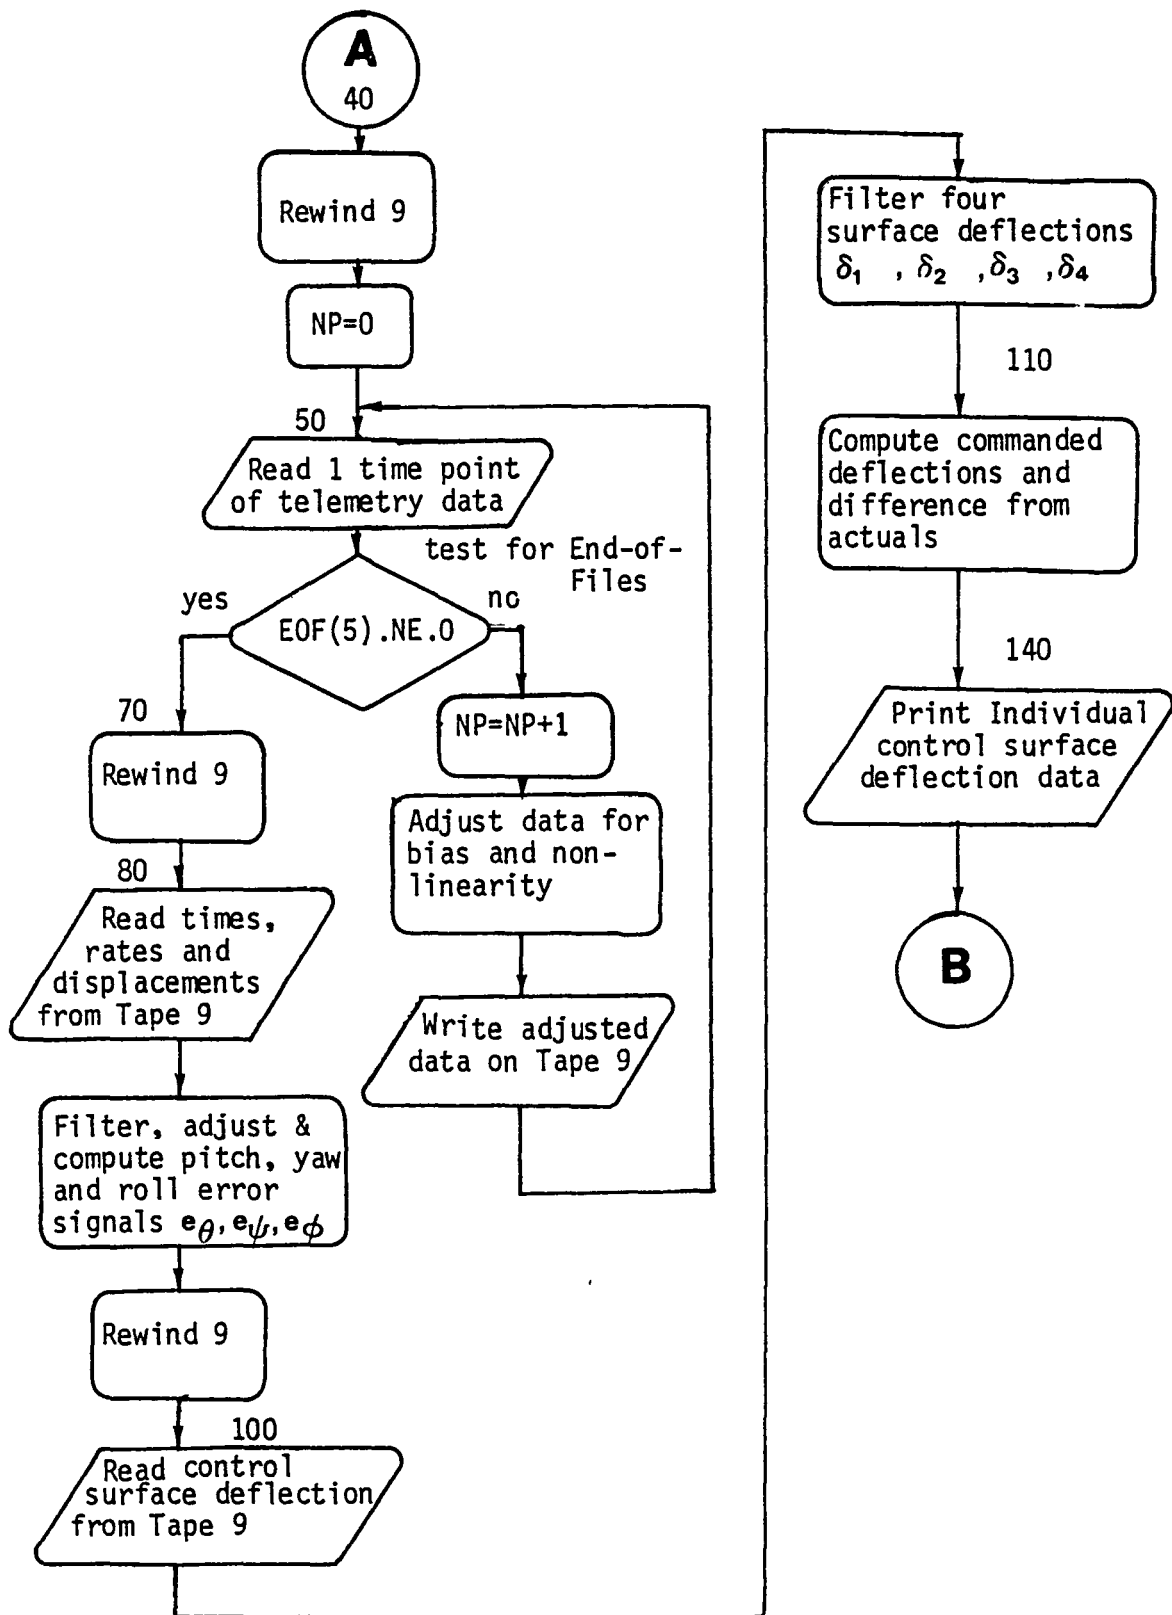 A
40
Rewind 9
NP=0
50
Read 1 time point
of telemetry data
test for End-of-
Files
yes
no
EOF(5).NE.0
70
Rewind 9
NP=NP+1
80
Read times,
rates and
displacements
from Tape 9
Adjust data for
bias and non-
linearity
Write adjusted
data on Tape 9
Filter, adjust &
compute pitch, yaw
and roll error
signals eθ,eψ,eϕ
Rewind 9
100
Read control
surface deflection
from Tape 9
Filter four
surface deflections
δ1 , δ2 ,δ3 ,δ4
110
Compute commanded
deflections and
difference from
actuals
140
Print Individual
control surface
deflection data
B